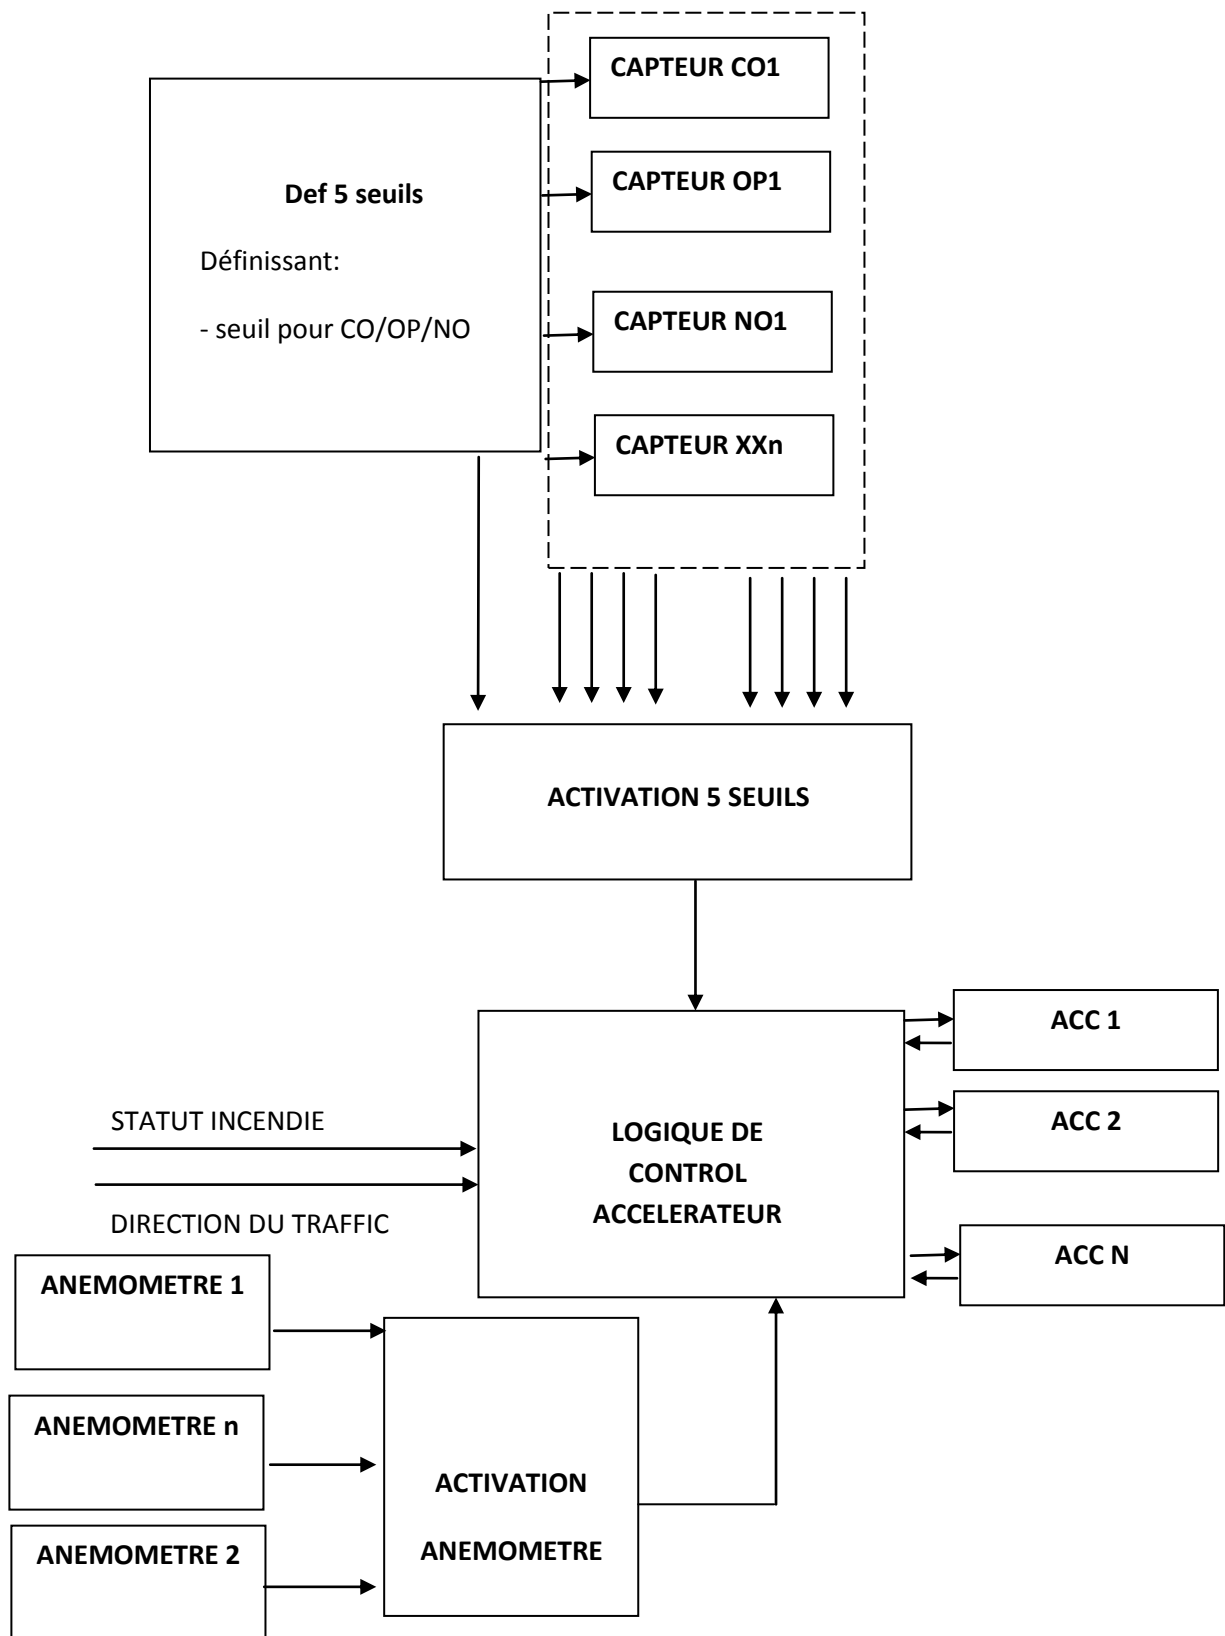 CAPTEUR CO1
CAPTEUR OP1
Def 5 seuils
Définissant:
- seuil pour CO/OP/NO
CAPTEUR NO1
CAPTEUR XXn
ACTIVATION 5 SEUILS
ACC 1
ACC 2
ACC N
STATUT INCENDIE
LOGIQUE DE
CONTROL
ACCELERATEUR
DIRECTION DU TRAFFIC
ANEMOMETRE 1
ANEMOMETRE n
ANEMOMETRE 2
ACTIVATION
ANEMOMETRE